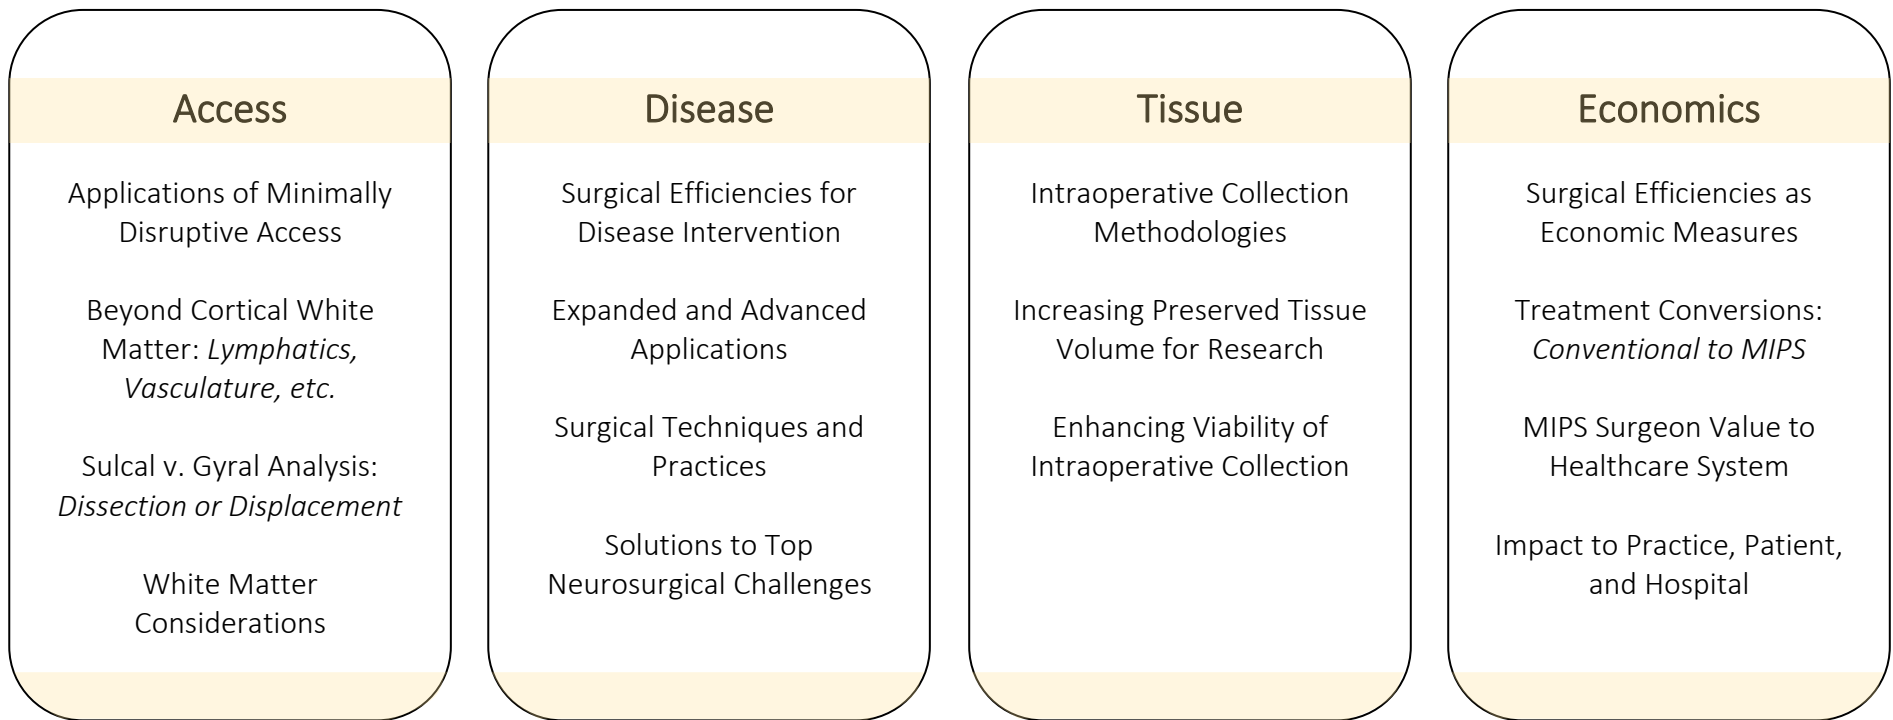 Access
Applications of Minimally
Disruptive Access
Beyond Cortical White
Matter: Lymphatics,
Vasculature, etc.
Sulcal v. Gyral Analysis:
Dissection or Displacement
White Matter
Considerations
Disease
Surgical Efficiencies for
Disease Intervention
Expanded and Advanced
Applications
Surgical Techniques and
Practices
Solutions to Top
Neurosurgical Challenges
Tissue
Intraoperative Collection
Methodologies
Increasing Preserved Tissue
Volume for Research
Enhancing Viability of
Intraoperative Collection
Economics
Surgical Efficiencies as
Economic Measures
Treatment Conversions:
Conventional to MIPS
MIPS Surgeon Value to
Healthcare System
Impact to Practice, Patient,
and Hospital